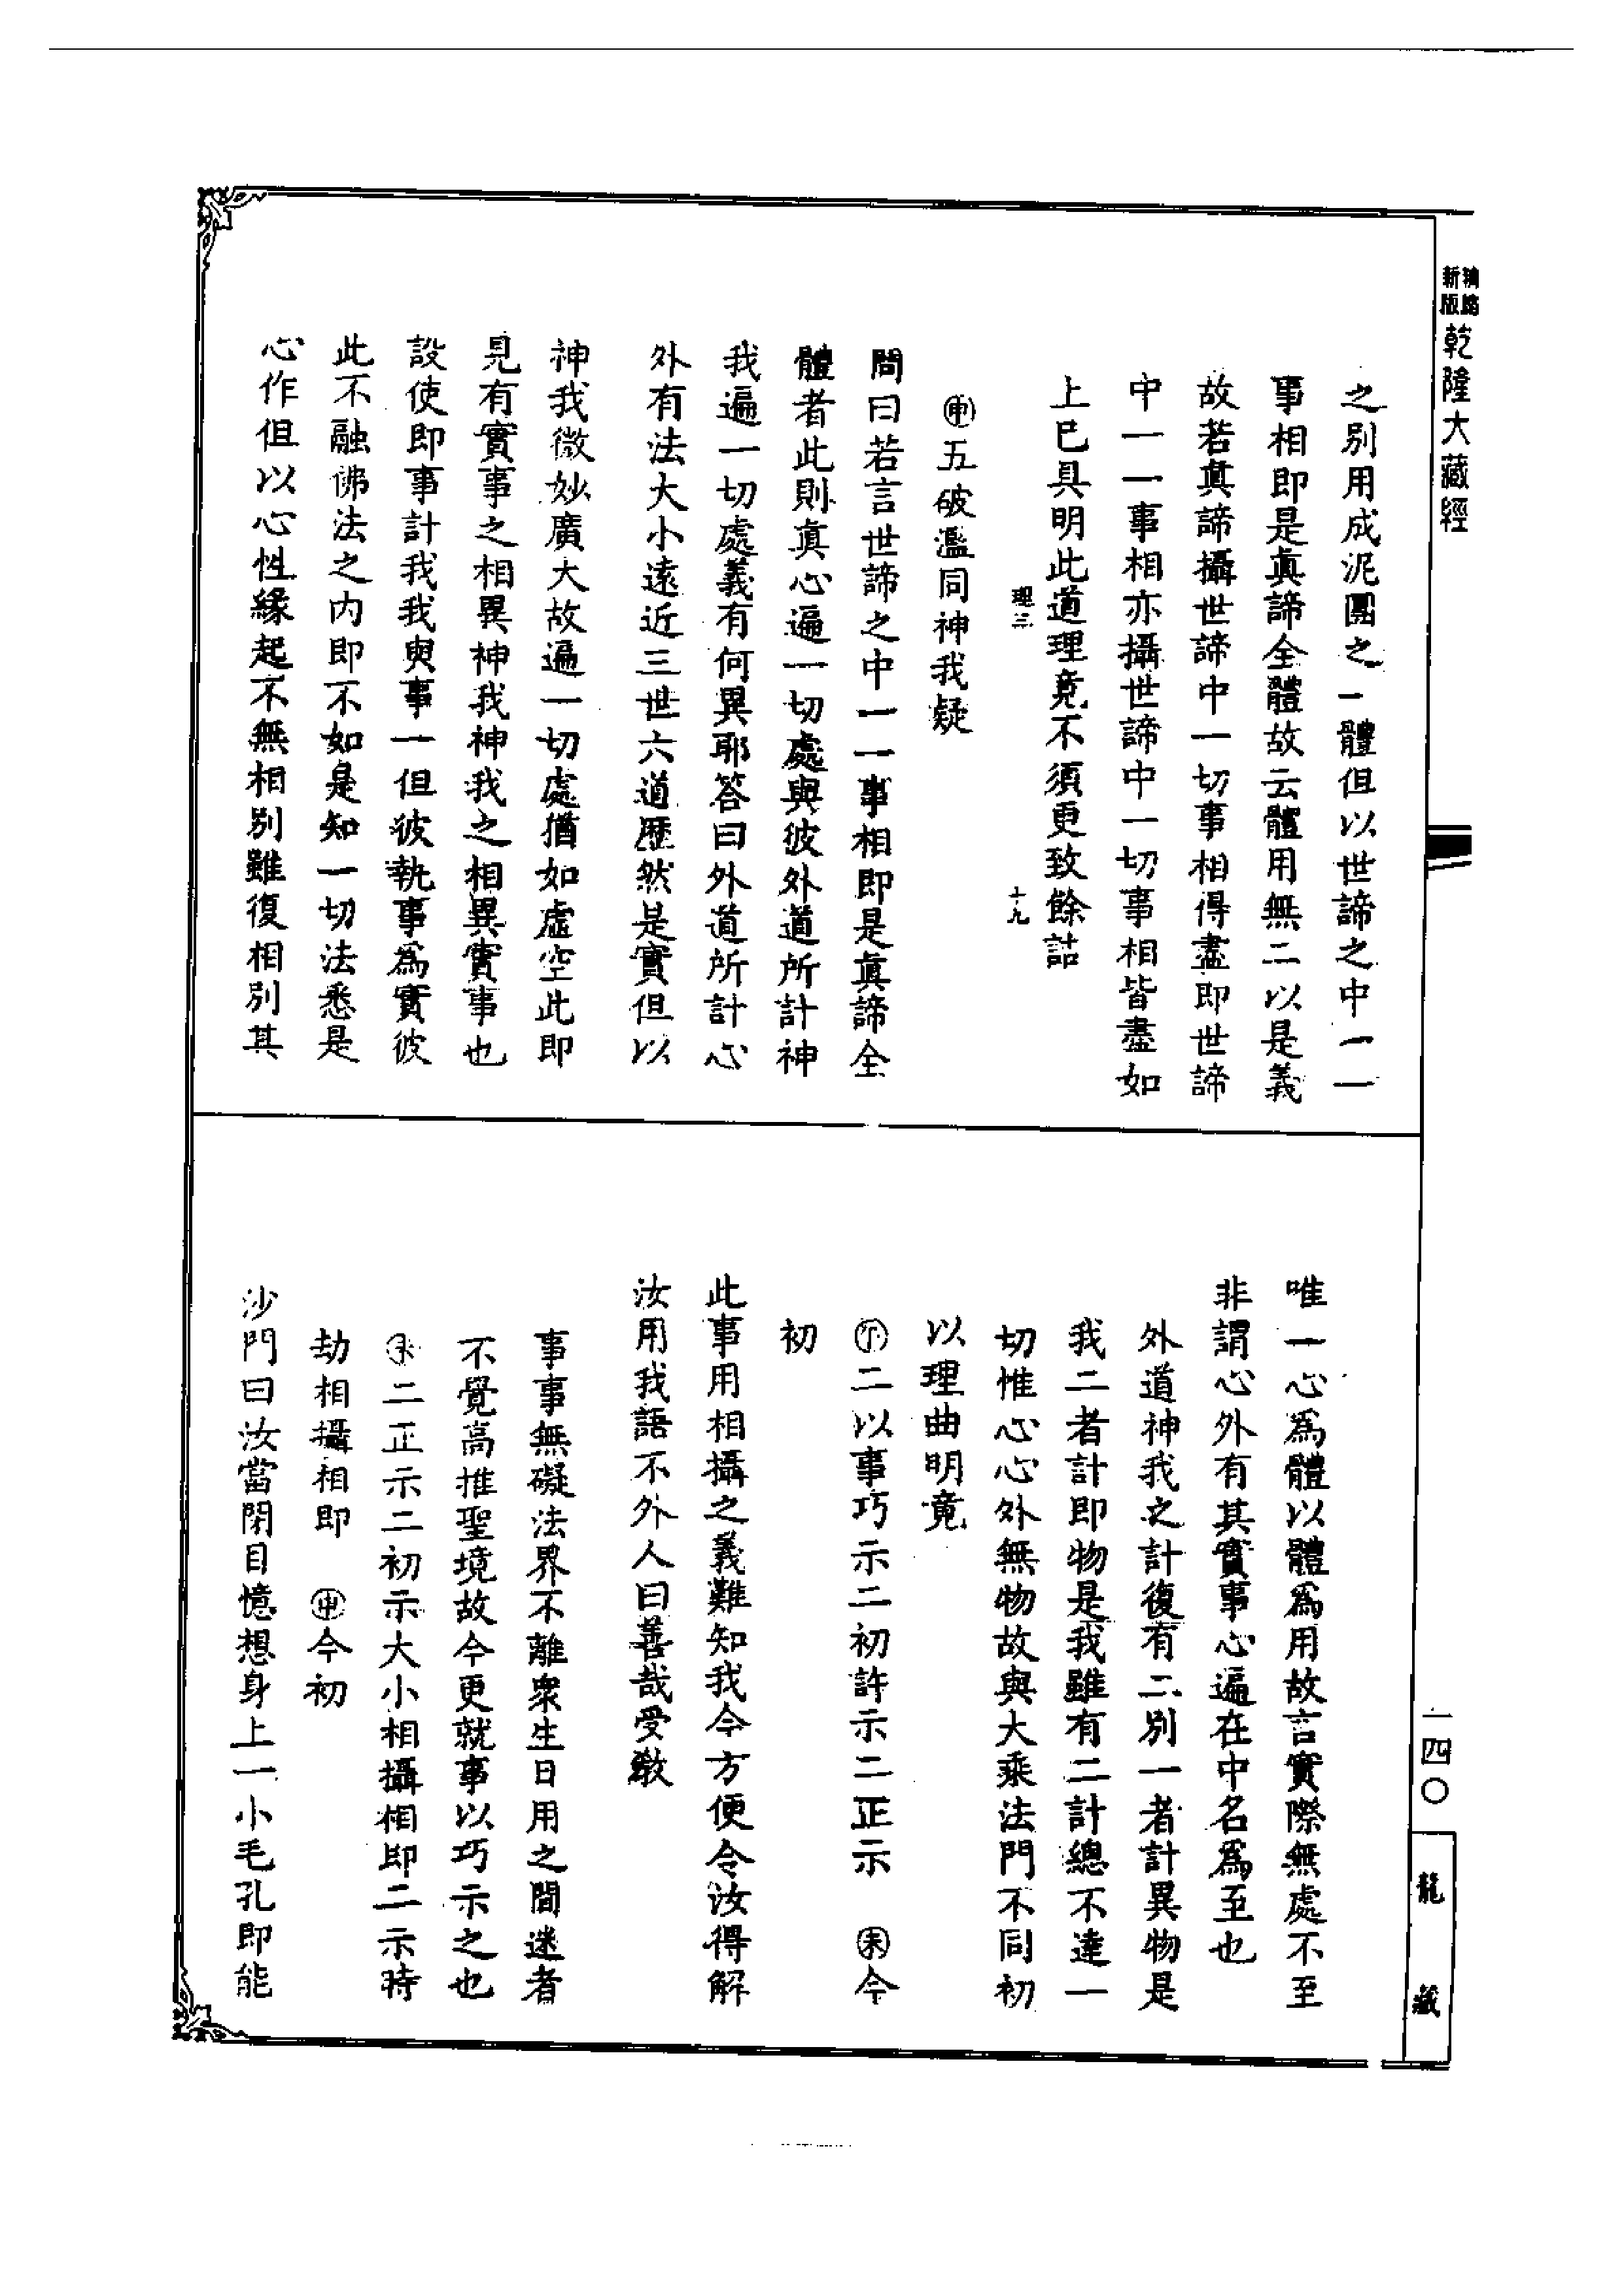 精縮新版乾隆大藏經
之別用成泥團之一體但以世諦之中一一
事相即是真諦全體故云體用無二以是義
故若真諦攝世諦中一切事相得盡即世諦
中一一事相亦攝世諦中一切事相皆盡如
上已具明此道理竟不須更致餘詰
理三 十九
㊥五破濫同神我疑
問曰若言世諦之中一一事相即是真諦全
體者此則真心遍一切處與彼外道所計神
我遍一切處義有何異耶答曰外道所計心
外有法大小遠近三世六道歷然是實但以
神我微妙廣大故遍一切處猶如虛空此即
見有實事之相異神我神我之相異實事也
設使即事計我我與事一但彼執事為實彼
此不融佛法之內即不如是知一切法悉是
心作但以心性緣起不無相別雖復相別其
唯一心為體以體為用故言實際無處不至
非謂心外有其實事心遍在中名為至也
外道神我之計復有二別一者計異物是
我二者計即物是我雖有二計總不達一
切惟心心外無物故與大乘法門不同初
以理曲明竟
二以事巧示二初許示二正示 未今
初
此事用相攝之義難知我今方便令汝得解
汝用我語不外人曰善哉受教
事事無礙法界不離眾生日用之間迷者
不覺高推聖境故今更就事以巧示之也
未二正示二初示大小相攝相即二示時
劫相攝相即 申今初
沙門曰汝當閉目憶想身上一小毛孔即能
一四〇
龍藏